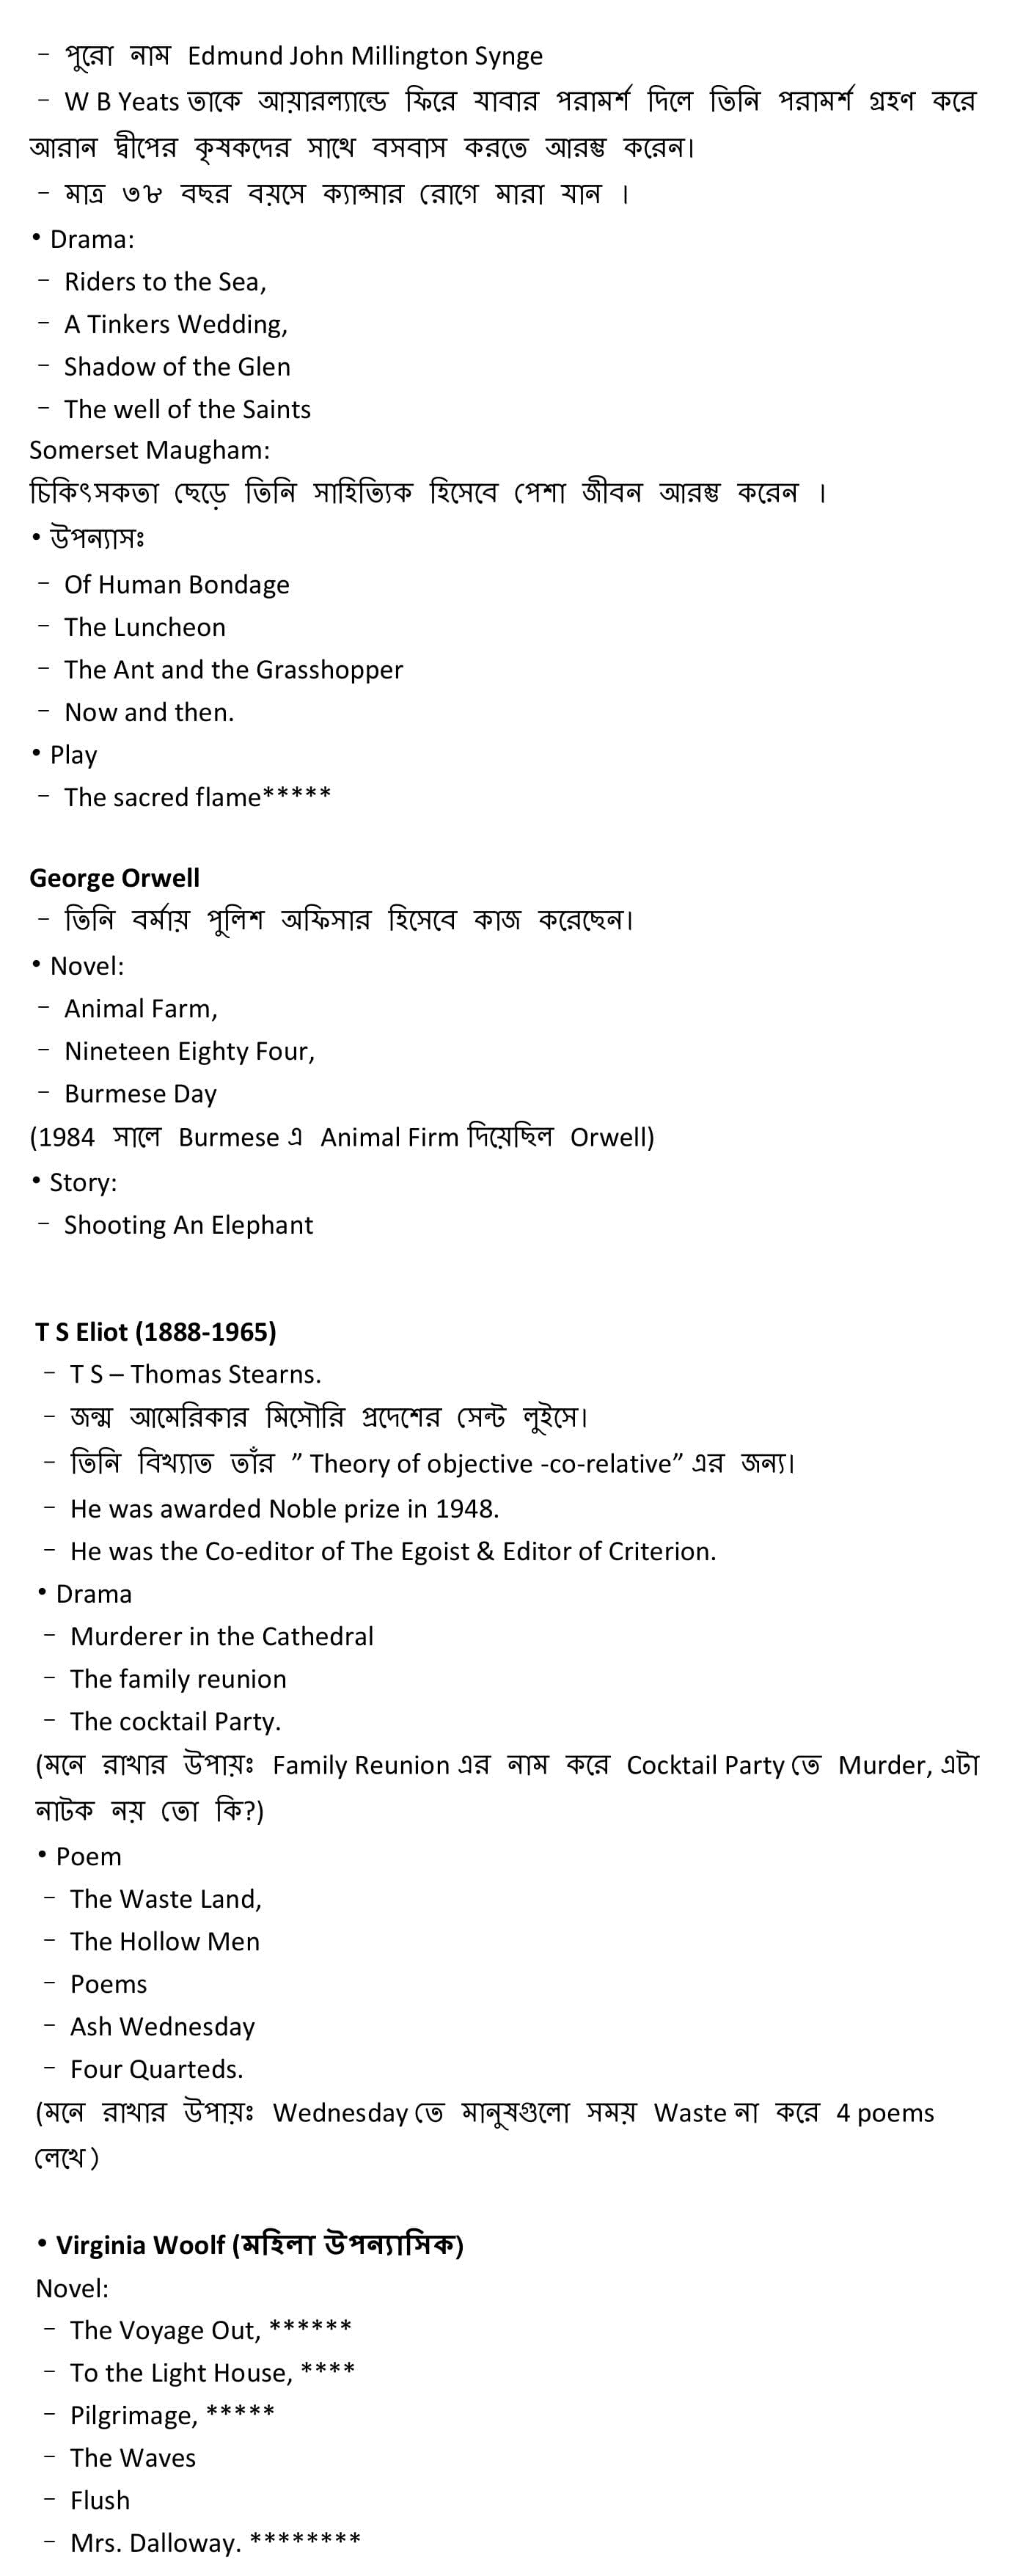 – পুরো নাম Edmund John Millington Synge
– W B Yeats তাকে আয়ারল্যান্ডে ফিরে যাবার পরামর্শ দিলে তিনি পরামর্শ গ্রহণ করে
আরান দ্বীপের কৃষকদের সাথে বসবাস করতে আরম্ভ করেন।
– মাত্র ৩৮ বছর বয়সে ক্যান্সার রোগে মারা যান ।
• Drama:
– Riders to the Sea,
– A Tinkers Wedding,
– Shadow of the Glen
– The well of the Saints
Somerset Maugham:
চিকিৎসকতা ছেড়ে তিনি সাহিত্যিক হিসেবে পেশা জীবন আরম্ভ করেন ।
• উপন্যাসঃ
– Of Human Bondage
– The Luncheon
– The Ant and the Grasshopper
– Now and then.
• Play
– The sacred flame*****
George Orwell
– তিনি বর্মায় পুলিশ অফিসার হিসেবে কাজ করেছেন।
• Novel:
– Animal Farm,
– Nineteen Eighty Four,
– Burmese Day
(1984 সালে Burmese এ Animal Firm দিয়েছিল Orwell)
• Story:
– Shooting An Elephant
T S Eliot (1888-1965)
– T S – Thomas Stearns.
– জন্ম আমেরিকার মিসৌরি প্রদেশের সেন্ট লুইসে।
– তিনি বিখ্যাত তাঁর ” Theory of objective -co-relative” এর জন্য।
– He was awarded Noble prize in 1948.
– He was the Co-editor of The Egoist & Editor of Criterion.
• Drama
– Murderer in the Cathedral
– The family reunion
– The cocktail Party.
(মনে রাখার উপায়ঃ Family Reunion এর নাম করে Cocktail Party তে Murder, এটা
নাটক নয় তো কি?)
• Poem
– The Waste Land,
– The Hollow Men
– Poems
– Ash Wednesday
– Four Quarteds.
(মনে রাখার উপায়ঃ Wednesday তে মানুষগুলো সময় Waste না করে 4 poems
লেখে )
• Virginia Woolf (মহিলা উপন্যাসিক)
Novel:
– The Voyage Out, ******
– To the Light House, ****
– Pilgrimage, *****
– The Waves
– Flush
– Mrs. Dalloway. ********